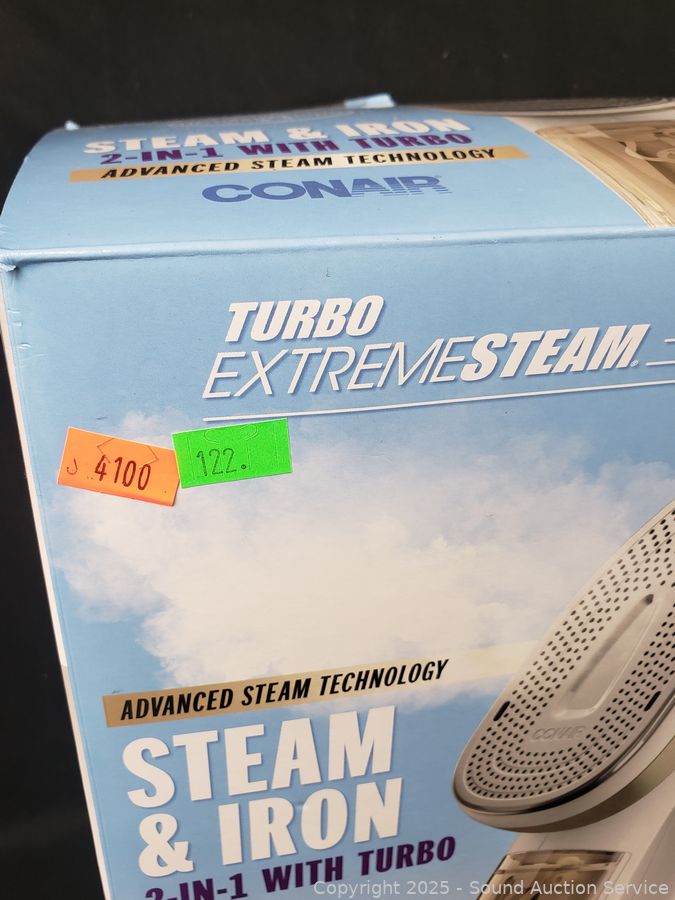 STEAM & IRON
2-IN-1 WITH TURBO
ADVANCED STEAM TECHNOLOGY
CONAIR®
TURBO
EXTREMESTEAM®
J 4100
122.
ADVANCED STEAM TECHNOLOGY
STEAM
& IRON
CONAIR
2-IN-1 WITH TURBO
Copyright 2025 - Sound Auction Service